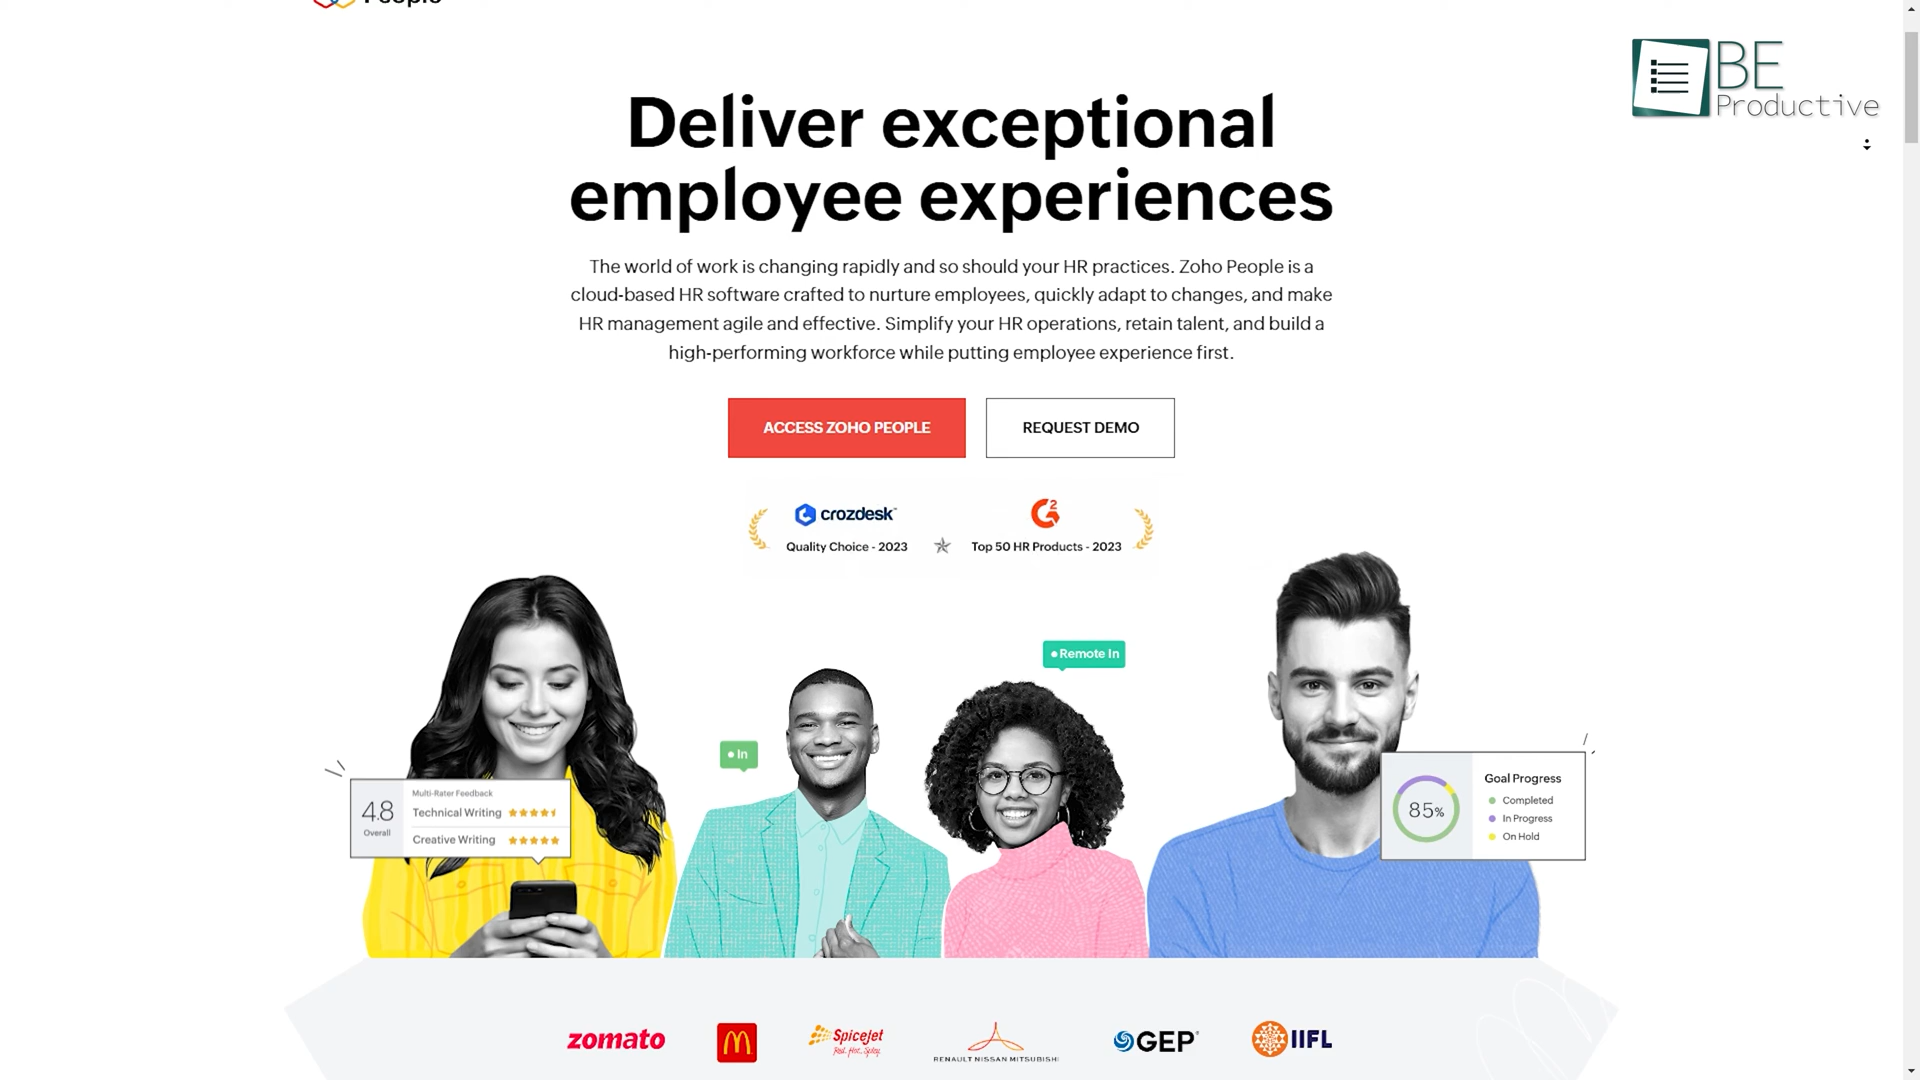 People
BE
Productive
Deliver exceptional
employee experiences
The world of work is changing rapidly and so should your HR practices. Zoho People is a
cloud-based HR software crafted to nurture employees, quickly adapt to changes, and make
HR management agile and effective. Simplify your HR operations, retain talent, and build a
high-performing workforce while putting employee experience first.
ACCESS ZOHO PEOPLE
REQUEST DEMO
crozdesk
Quality Choice - 2023
G2
Top 50 HR Products - 2023
Remote In
In
4.8
Overall
Multi-Rater Feedback
Technical Writing
Creative Writing
85%
Goal Progress
Completed
In Progress
On Hold
zomato
SpiceJet
Red. Hot. Spicy.
RENAULT NISSAN MITSUBISHI
GEP
IIFL